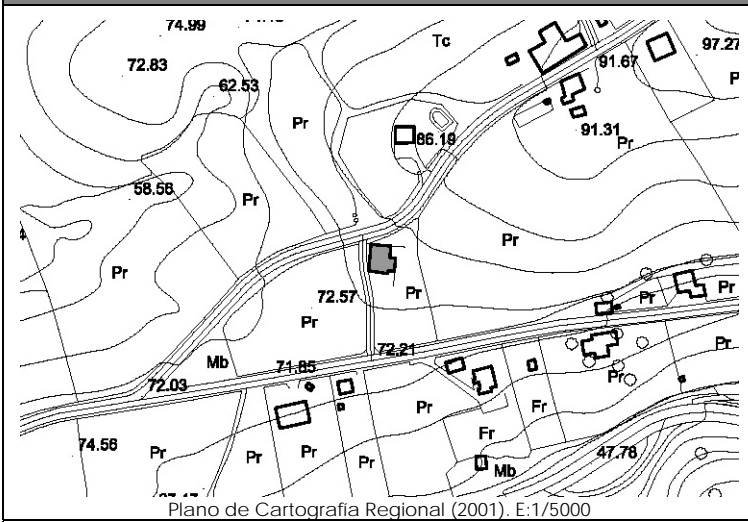 74.99
Tc
72.83
91.67
97.27
62.53
Pr
86.19
91.31
Pr
58.56
Pr
Pr
Pr
72.57
Pr
Pr
Pr
Pr
72.21
Mb
71.85
Pr
72.03
Pr
Pr
Fr
Fr
74.56
Pr
Pr
Pr
Pr
47.78
Mb
Plano de Cartografía Regional (2001). E:1/5000